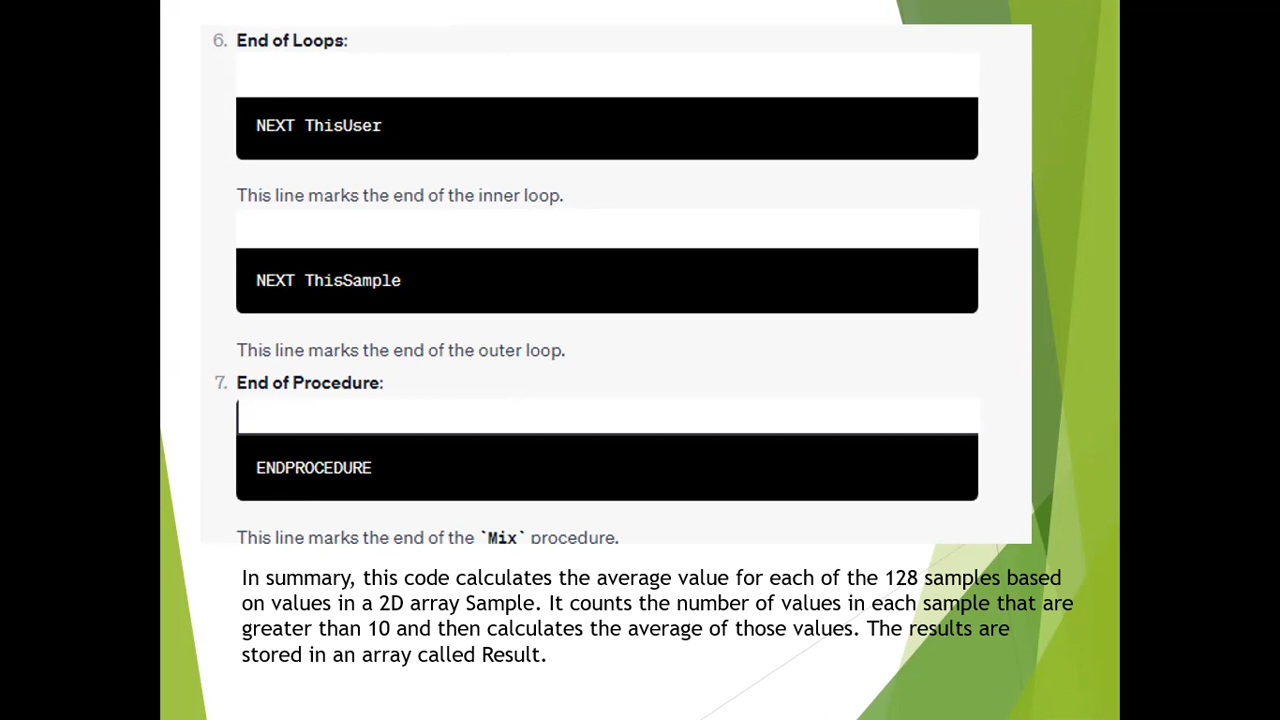 6. End of Loops:
NEXT ThisUser
This line marks the end of the inner loop.
NEXT ThisSample
This line marks the end of the outer loop.
7. End of Procedure:
ENDPROCEDURE
This line marks the end of the `Mix` procedure.
In summary, this code calculates the average value for each of the 128 samples based
on values in a 2D array Sample. It counts the number of values in each sample that are
greater than 10 and then calculates the average of those values. The results are
stored in an array called Result.